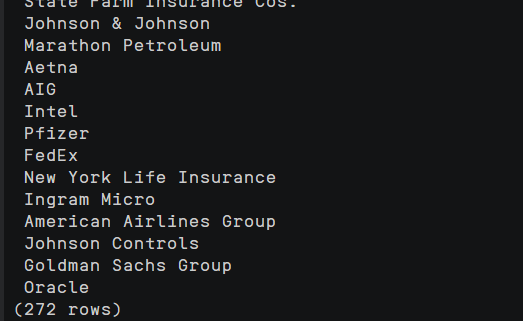 State Farm Insurance Cos.
Johnson & Johnson
Marathon Petroleum
Aetna
AIG
Intel
Pfizer
FedEx
New York Life Insurance
Ingram Micro
American Airlines Group
Johnson Controls
Goldman Sachs Group
Oracle
(272 rows)